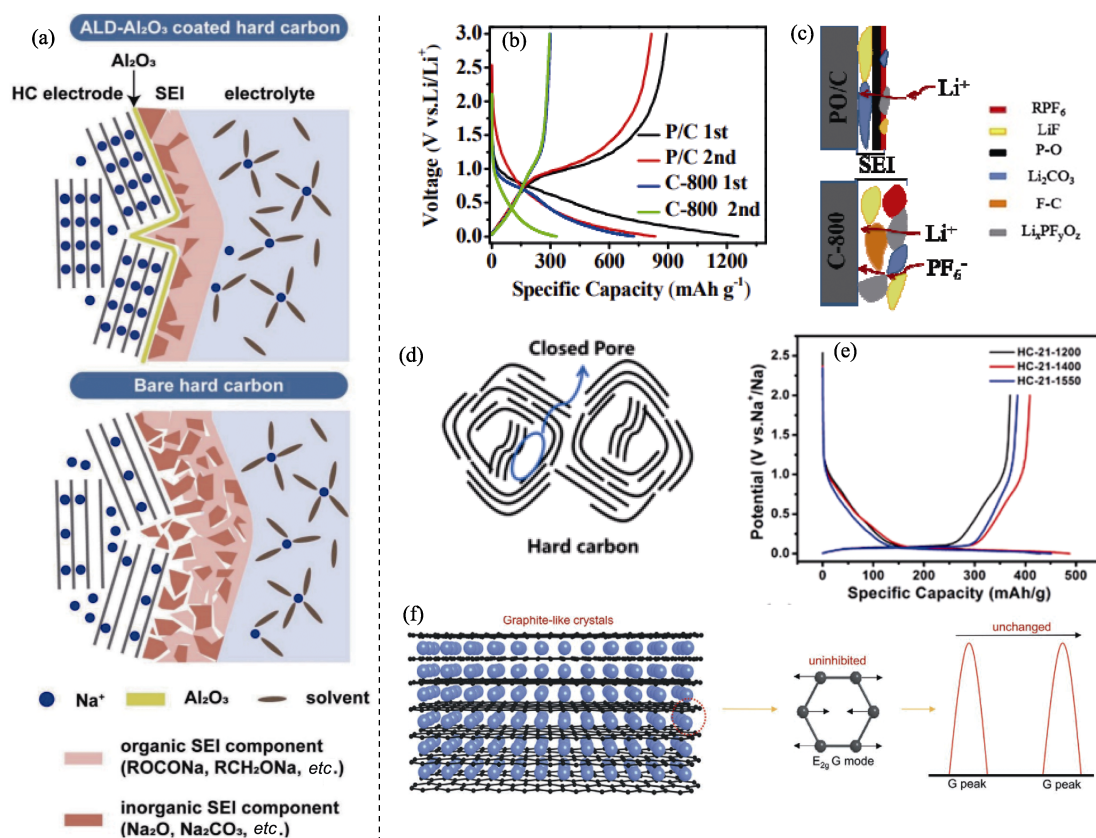 (a)
ALD-Al₂O₃ coated hard carbon
Al₂O₃
HC electrode
SEI
electrolyte
Bare hard carbon
Na⁺
Al₂O₃
solvent
organic SEI component
(ROCONa, RCH₂ONa, etc.)
inorganic SEI component
(Na₂O, Na₂CO₃, etc.)
(b)
Voltage (V vs.Li/Li⁺)
3.0
2.5
2.0
1.5
1.0
0.5
0.0
P/C 1st
P/C 2nd
C-800 1st
C-800 2nd
0 300 600 900 1200
Specific Capacity (mAh g⁻¹)
(c)
PO/C
Li⁺
SEI
C-800
Li⁺
PF₆⁻
RPF₆
LiF
P-O
Li₂CO₃
F-C
LiₓPFᵧO𝓏
(d)
Closed Pore
Hard carbon
(e)
Potential (V vs.Na⁺/Na)
2.5
2.0
1.5
1.0
0.5
0.0
HC-21-1200
HC-21-1400
HC-21-1550
0 100 200 300 400 500
Specific Capacity (mAh/g)
(f)
Graphite-like crystals
uninhibited
E₂g G mode
unchanged
G peak
G peak